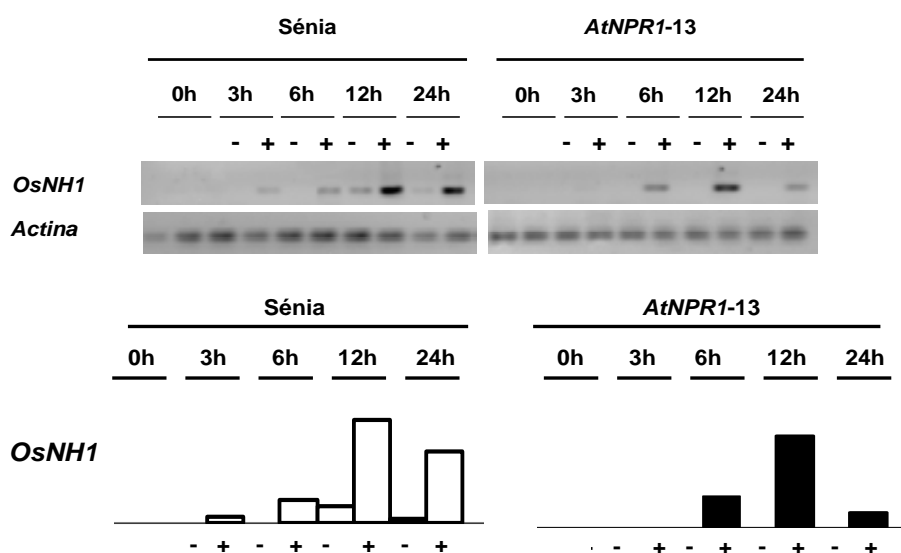 Sénia AtNPR1-13
0h 3h 6h 12h 24h 0h 3h 6h 12h 24h
- + - + - + - + - + - + - + - +
OsNH1
Actina
Sénia AtNPR1-13
0h 3h 6h 12h 24h 0h 3h 6h 12h 24h
OsNH1
- + - + - + - + - + - + - + - +